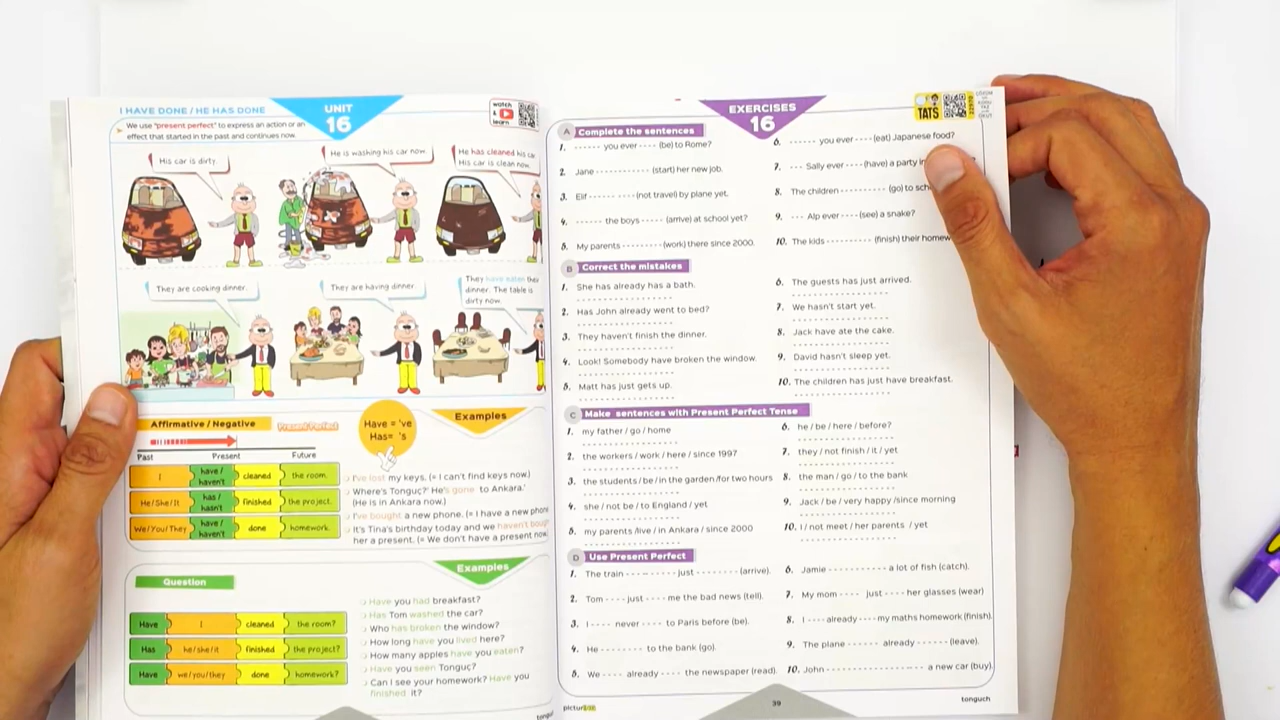 I HAVE DONE / HE HAS DONE
UNIT
16
watch
&
learn
We use "present perfect" to express an action or an
effect that started in the past and continues now.
His car is dirty.
He is washing his car now.
He has cleaned his car.
His car is clean now.
They are cooking dinner.
They are having dinner.
They have eaten their
dinner. The table is
dirty now.
Affirmative / Negative
Present Perfect
Past Present Future
I have / haven't cleaned the room.
He/She/It has / hasn't finished the project.
We/You/They have / haven't done homework.
Have = 've
Has= 's
Examples
I've lost my keys. (= I can't find keys now.)
Where's Tonguç? 'He's gone to Ankara.'
(He is in Ankara now.)
I've bought a new phone. (= I have a new phone
It's Tina's birthday today and we haven't bough
her a present. (= We don't have a present now
Question
Have I cleaned the room?
Has he/she/it finished the project?
Have we/you/they done homework?
Examples
Have you had breakfast?
Has Tom washed the car?
Who has broken the window?
How long have you lived here?
How many apples have you eaten?
Have you seen Tonguç?
Can I see your homework? Have you
finished it?
tonguç
EXERCISES
16
TATS
A Complete the sentences
1. ------ you ever ---- (be) to Rome?
2. Jane ----------- (start) her new job.
3. Elif --------- (not travel) by plane yet.
4. ------ the boys ----- (arrive) at school yet?
5. My parents --------- (work) there since 2000.
6. ------ you ever ---- (eat) Japanese food?
7. --- Sally ever ---- (have) a party in
8. The children --------- (go) to sch
9. --- Alp ever ---- (see) a snake?
10. The kids --------- (finish) their homew
B Correct the mistakes
1. She has already has a bath.
2. Has John already went to bed?
3. They haven't finish the dinner.
4. Look! Somebody have broken the window.
5. Matt has just gets up.
6. The guests has just arrived.
7. We hasn't start yet.
8. Jack have ate the cake.
9. David hasn't sleep yet.
10. The children has just have breakfast.
C Make sentences with Present Perfect Tense
1. my father / go / home
2. the workers / work / here / since 1997
3. the students / be / in the garden /for two hours
4. she / not be / to England / yet
5. my parents /live / in Ankara / since 2000
6. he / be / here / before?
7. they / not finish / it / yet
8. the man / go / to the bank
9. Jack / be / very happy /since morning
10. I / not meet / her parents / yet
D Use Present Perfect
1. The train ---------- just -------- (arrive).
2. Tom ---- just ---- me the bad news (tell).
3. I ---- never ---- to Paris before (be).
4. He -------- to the bank (go).
5. We ---- already ---- the newspaper (read).
6. Jamie ----------- a lot of fish (catch).
7. My mom ---- just ---- her glasses (wear)
8. I ---- already ---- my maths homework (finish).
9. The plane ------ already ------ (leave).
10. John -------------- a new car (buy).
39
tonguch